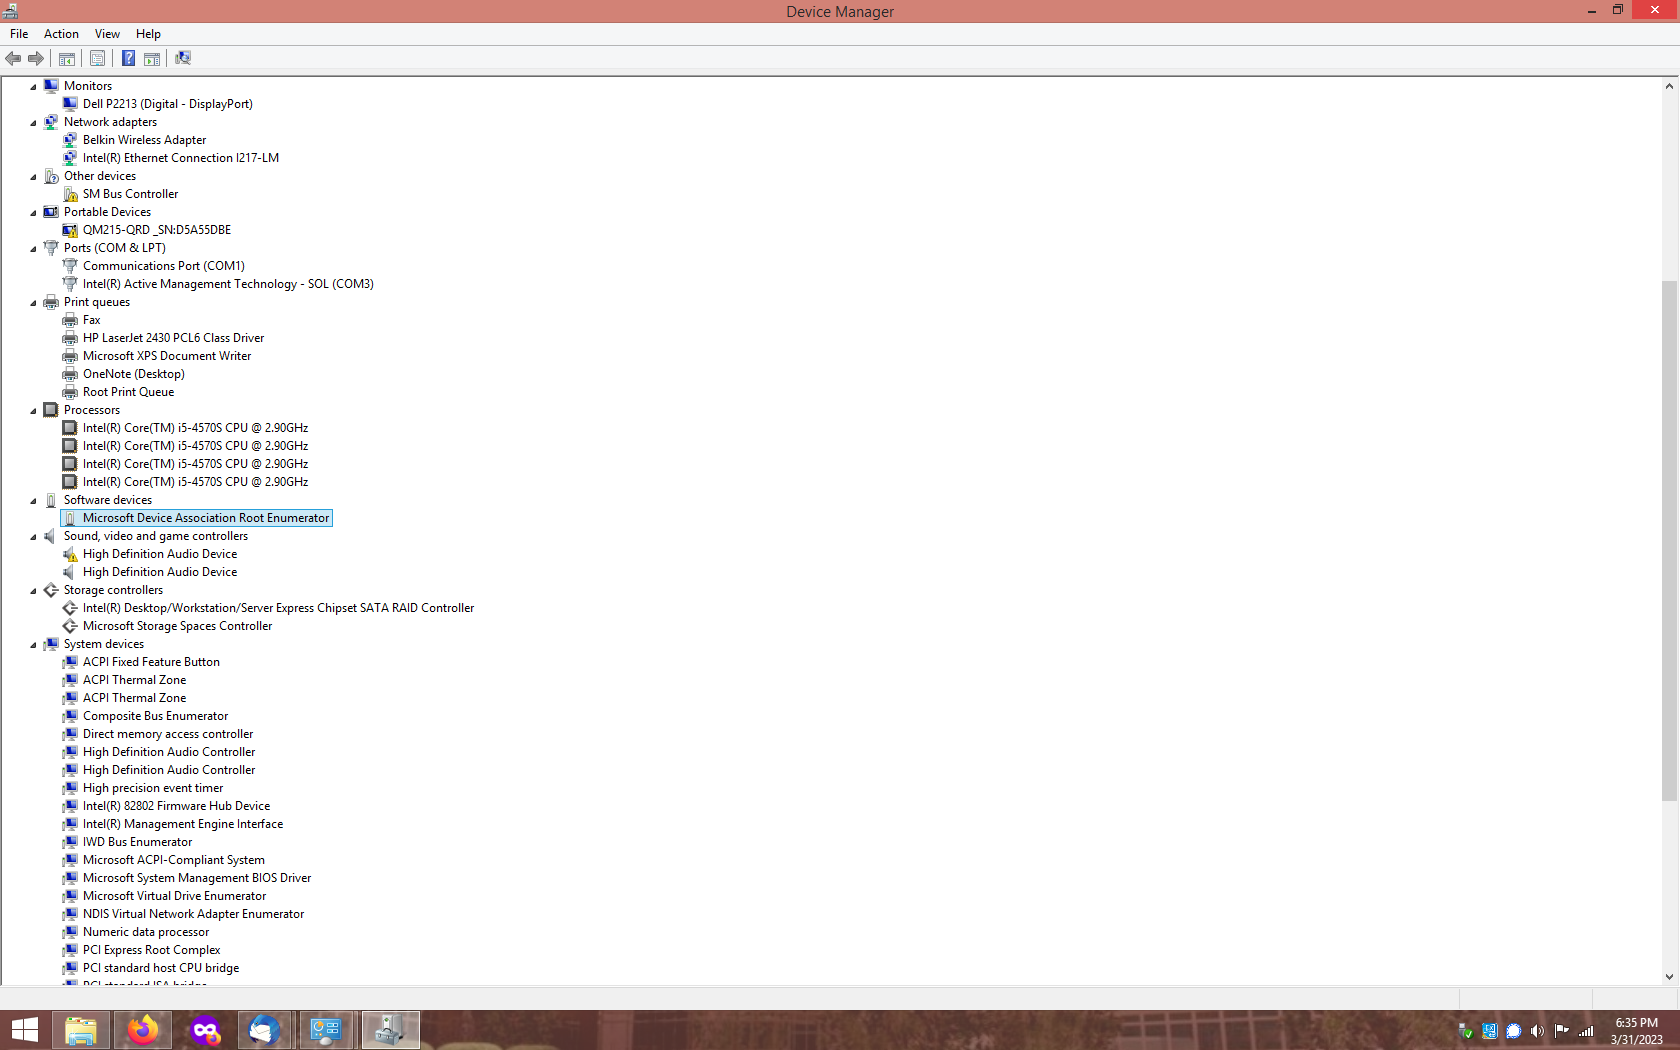 Device Manager
File Action View Help
Monitors
Dell P2213 (Digital - DisplayPort)
Network adapters
Belkin Wireless Adapter
Intel(R) Ethernet Connection I217-LM
Other devices
SM Bus Controller
Portable Devices
QM215-QRD _SN:D5A55DBE
Ports (COM & LPT)
Communications Port (COM1)
Intel(R) Active Management Technology - SOL (COM3)
Print queues
Fax
HP LaserJet 2430 PCL6 Class Driver
Microsoft XPS Document Writer
OneNote (Desktop)
Root Print Queue
Processors
Intel(R) Core(TM) i5-4570S CPU @ 2.90GHz
Intel(R) Core(TM) i5-4570S CPU @ 2.90GHz
Intel(R) Core(TM) i5-4570S CPU @ 2.90GHz
Intel(R) Core(TM) i5-4570S CPU @ 2.90GHz
Software devices
Microsoft Device Association Root Enumerator
Sound, video and game controllers
High Definition Audio Device
High Definition Audio Device
Storage controllers
Intel(R) Desktop/Workstation/Server Express Chipset SATA RAID Controller
Microsoft Storage Spaces Controller
System devices
ACPI Fixed Feature Button
ACPI Thermal Zone
ACPI Thermal Zone
Composite Bus Enumerator
Direct memory access controller
High Definition Audio Controller
High Definition Audio Controller
High precision event timer
Intel(R) 82802 Firmware Hub Device
Intel(R) Management Engine Interface
IWD Bus Enumerator
Microsoft ACPI-Compliant System
Microsoft System Management BIOS Driver
Microsoft Virtual Drive Enumerator
NDIS Virtual Network Adapter Enumerator
Numeric data processor
PCI Express Root Complex
PCI standard host CPU bridge
PCI standard ISA bridge
6:35 PM
3/31/2023